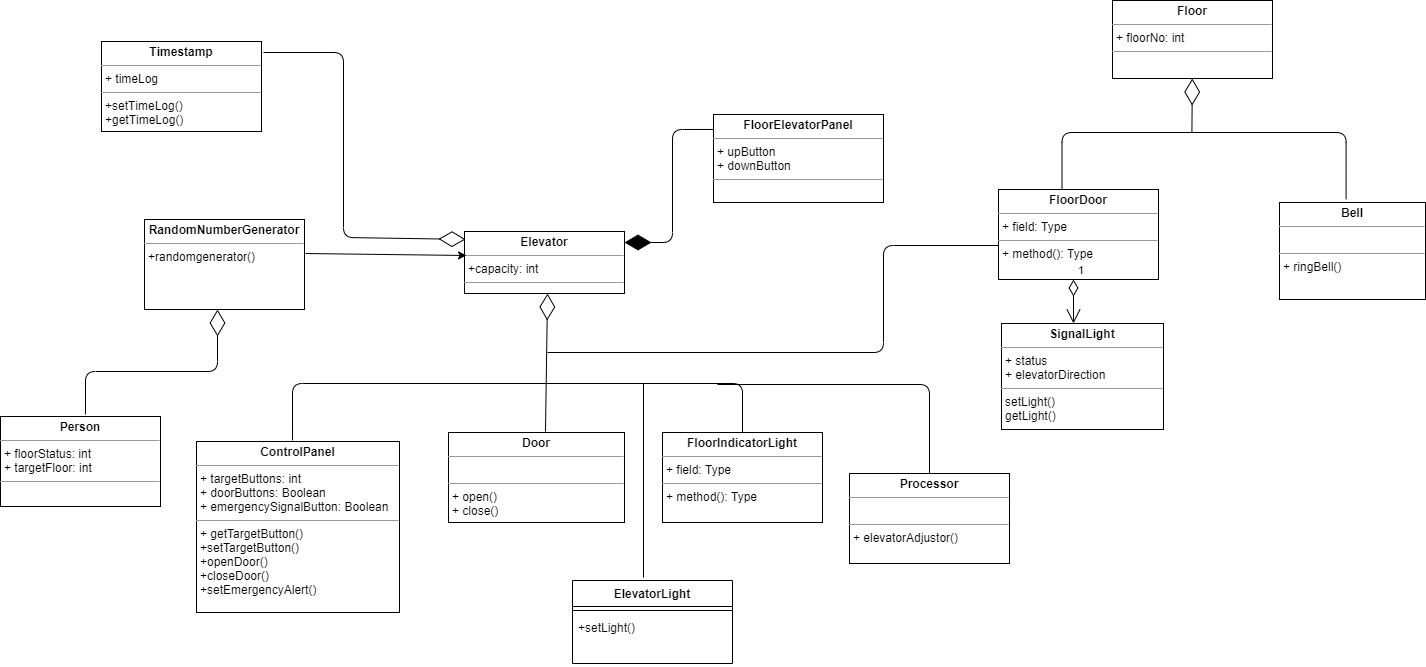 Floor
+ floorNo: int
Timestamp
+ timeLog
+setTimeLog()
+getTimeLog()
FloorElevatorPanel
+ upButton
+ downButton
FloorDoor
+ field: Type
+ method(): Type
1
Bell
+ ringBell()
RandomNumberGenerator
+randomgenerator()
Elevator
+capacity: int
SignalLight
+ status
+ elevatorDirection
setLight()
getLight()
Person
+ floorStatus: int
+ targetFloor: int
ControlPanel
+ targetButtons: int
+ doorButtons: Boolean
+ emergencySignalButton: Boolean
+ getTargetButton()
+setTargetButton()
+openDoor()
+closeDoor()
+setEmergencyAlert()
Door
+ open()
+ close()
FloorIndicatorLight
+ field: Type
+ method(): Type
Processor
+ elevatorAdjustor()
ElevatorLight
+setLight()